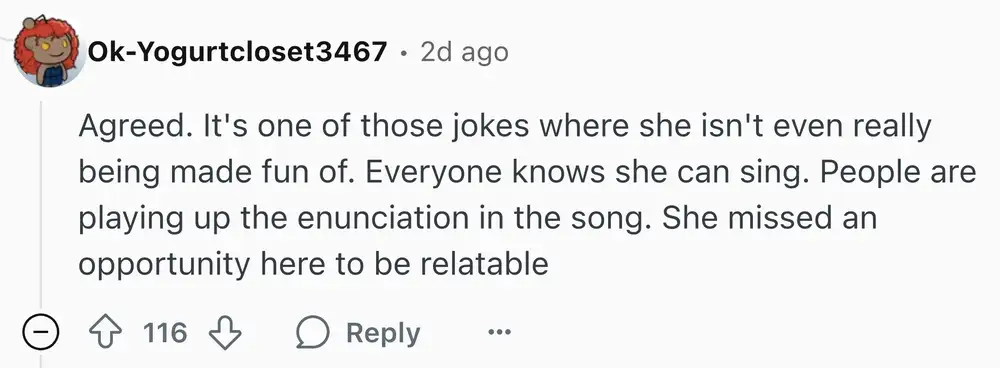 Ok-Yogurtcloset3467 • 2d ago
Agreed. It's one of those jokes where she isn't even really
being made fun of. Everyone knows she can sing. People are
playing up the enunciation in the song. She missed an
opportunity here to be relatable
116 Reply ...